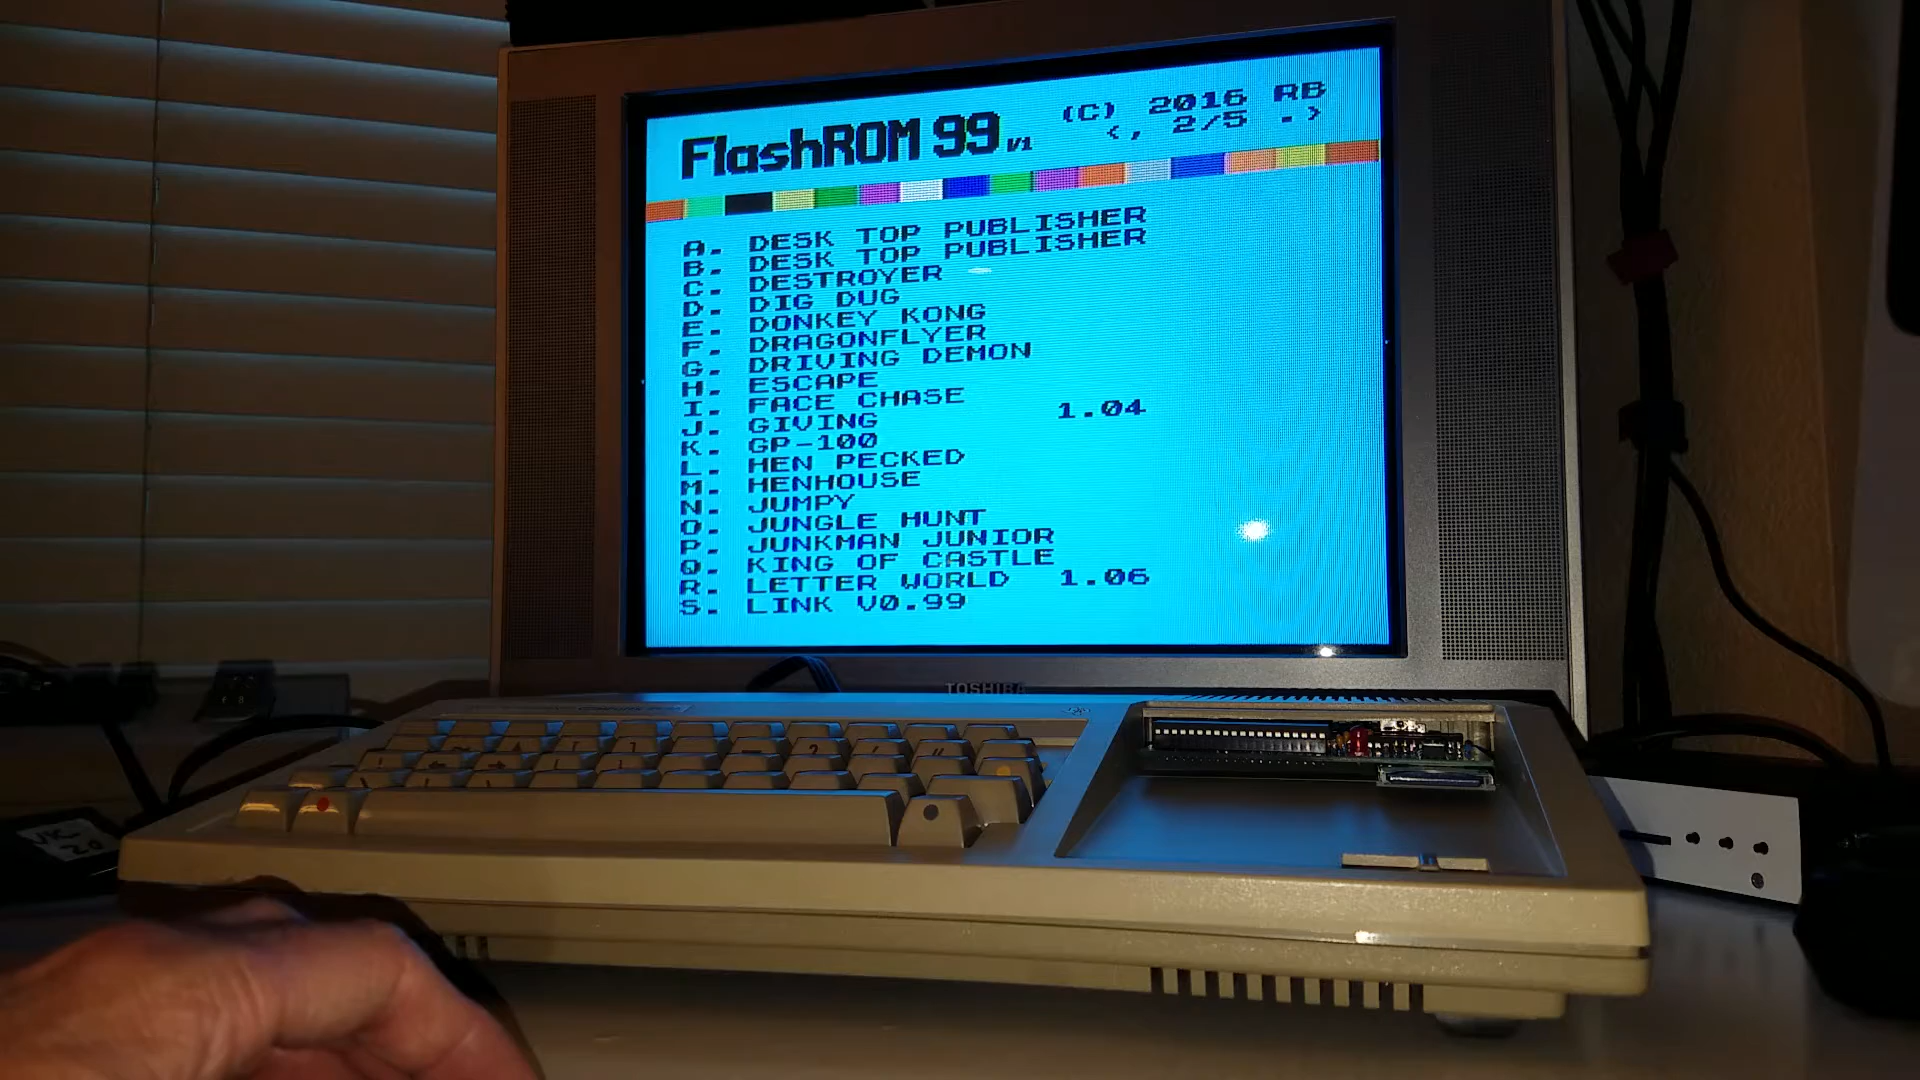 FlashROM 99 V1
(C) 2016 RB
<, 2/5 .>
A. DESK TOP PUBLISHER
B. DESK TOP PUBLISHER
C. DESTROYER
D. DIG DUG
E. DONKEY KONG
F. DRAGONFLYER
G. DRIVING DEMON
H. ESCAPE
I. FACE CHASE
J. GIVING 1.04
K. GP-100
L. HEN PECKED
M. HENHOUSE
N. JUMPY
O. JUNGLE HUNT
P. JUNKMAN JUNIOR
Q. KING OF CASTLE
R. LETTER WORLD 1.06
S. LINK V0.99
TOSHIBA